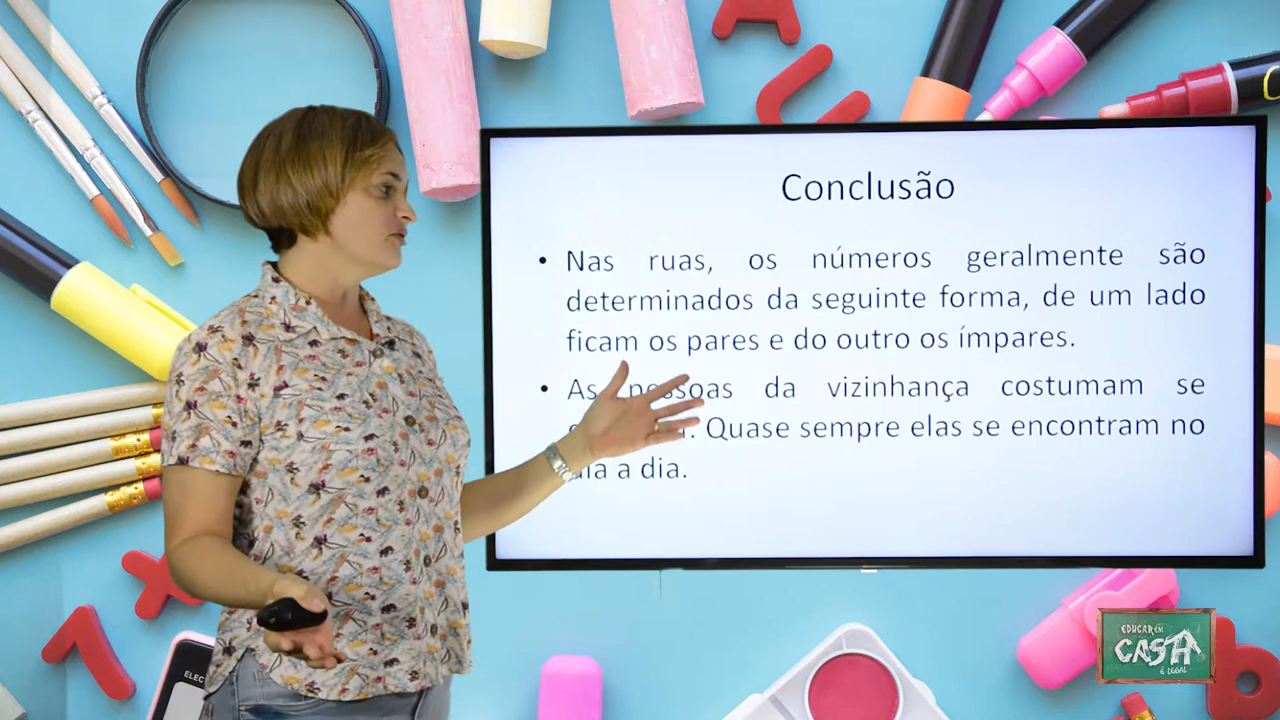 Conclusão
• Nas ruas, os números geralmente são
determinados da seguinte forma, de um lado
ficam os pares e do outro os ímpares.
• As pessoas da vizinhança costumam se
Quase sempre elas se encontram no
dia a dia.
EDUCAR EM
CASA
É LEGAL
ELEC